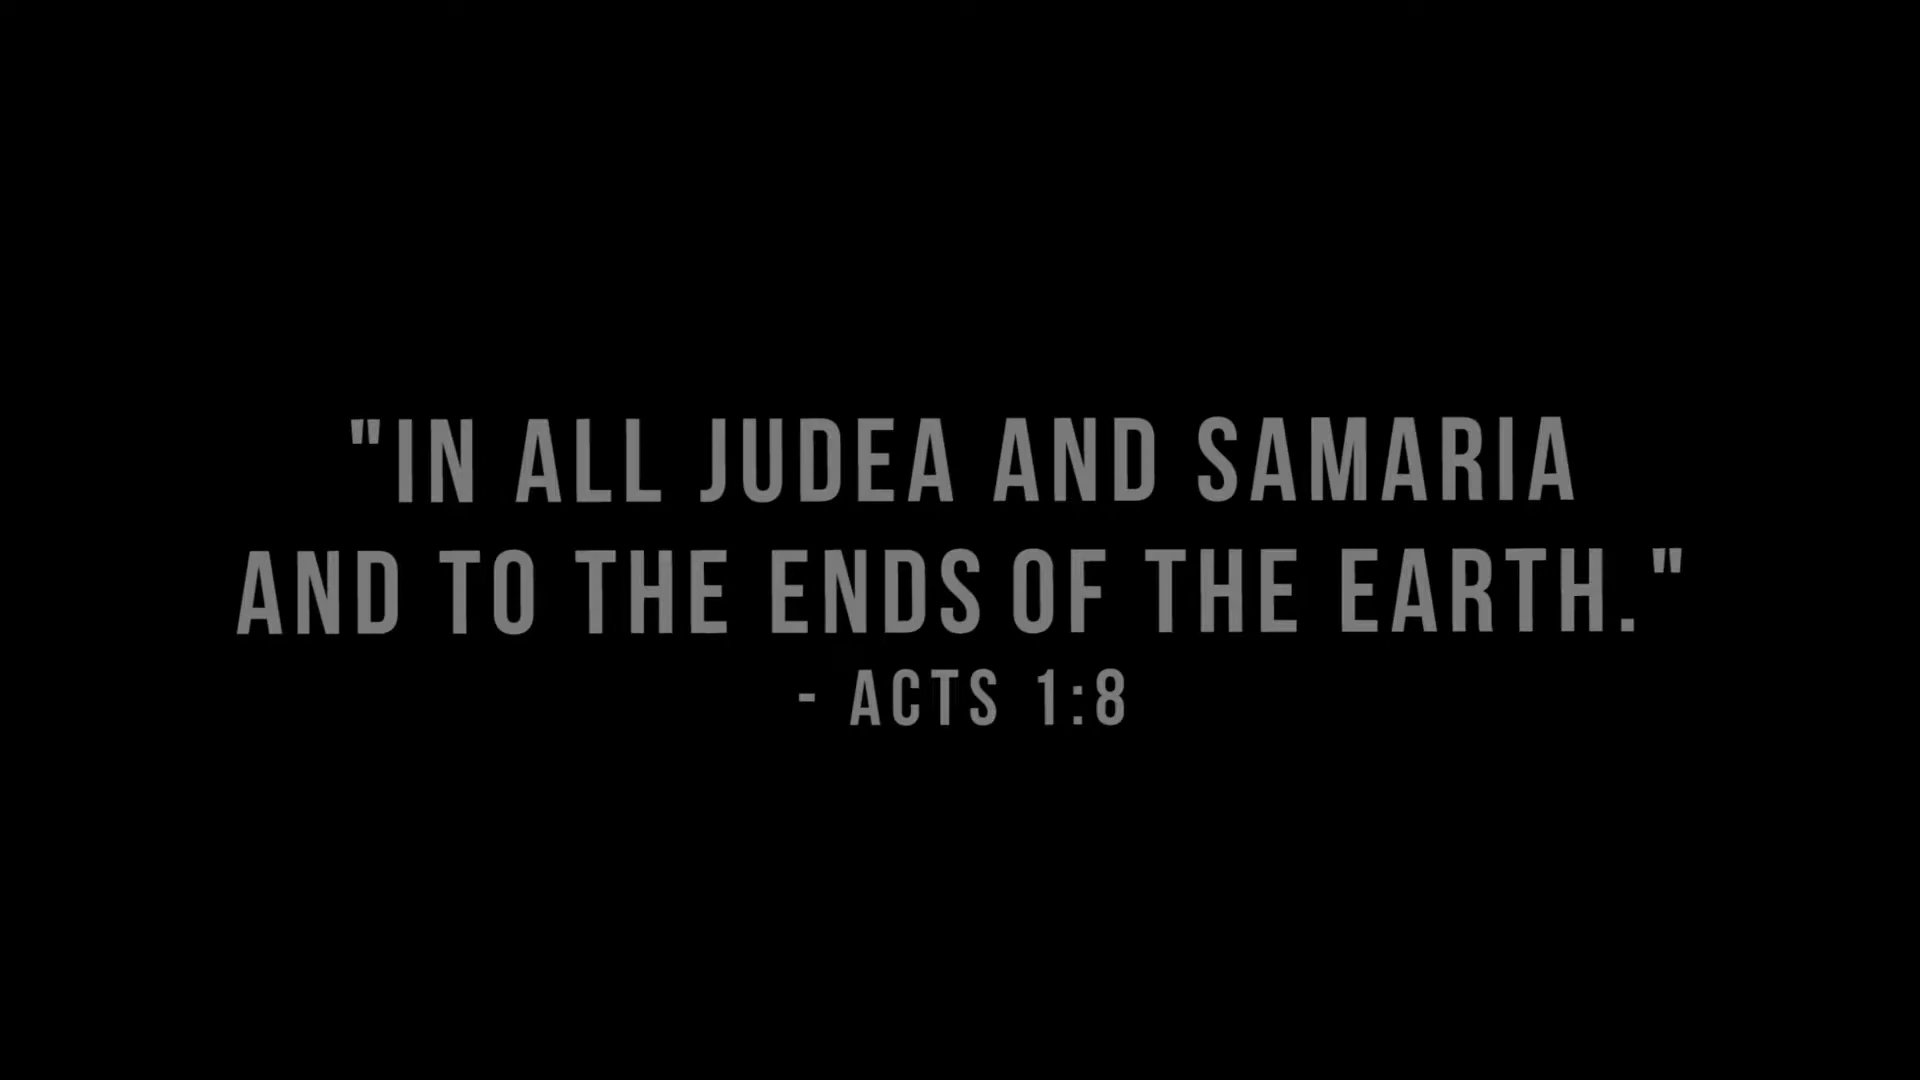 "IN ALL JUDEA AND SAMARIA
AND TO THE ENDS OF THE EARTH."
- ACTS 1:8